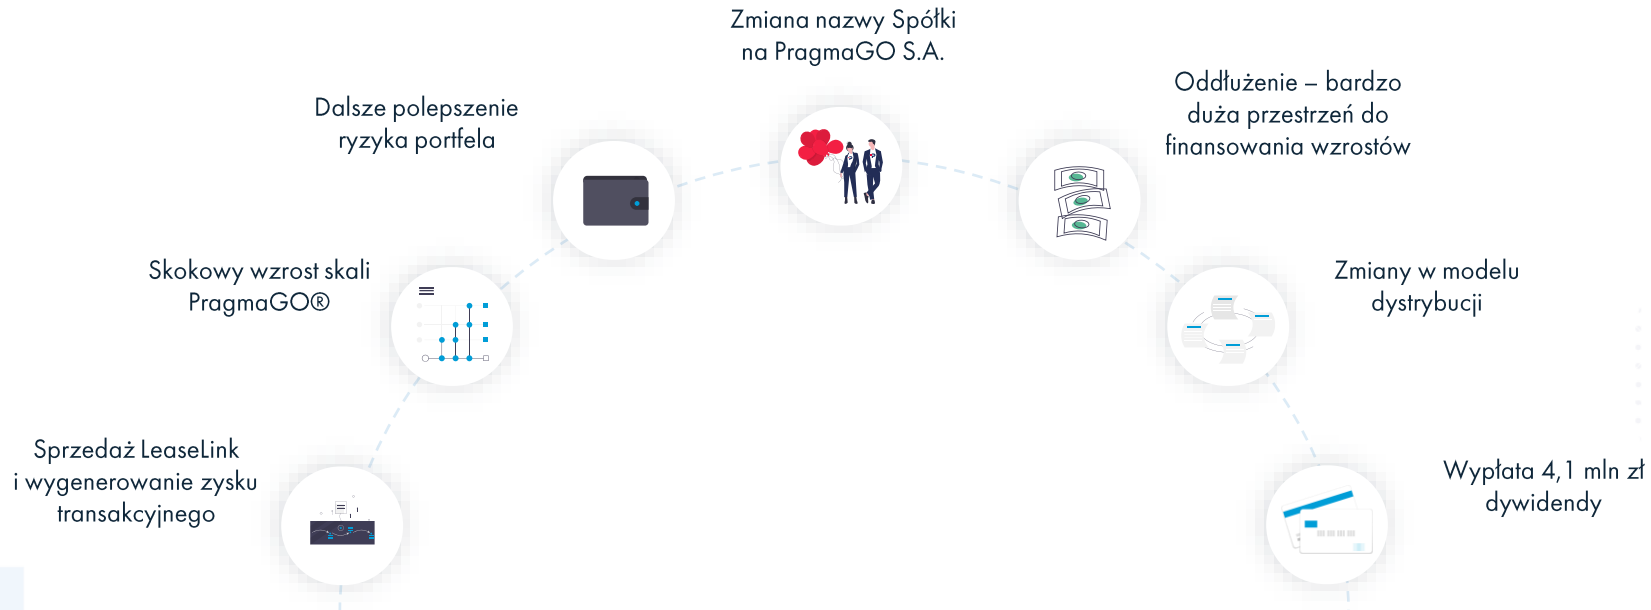 Sprzedaż LeaseLink
i wygenerowanie zysku
transakcyjnego
Skokowy wzrost skali
PragmaGO®
Dalsze polepszenie
ryzyka portfela
Zmiana nazwy Spółki
na PragmaGO S.A.
Oddłużenie – bardzo
duża przestrzeń do
finansowania wzrostów
Zmiany w modelu
dystrybucji
Wypłata 4,1 mln zł
dywidendy